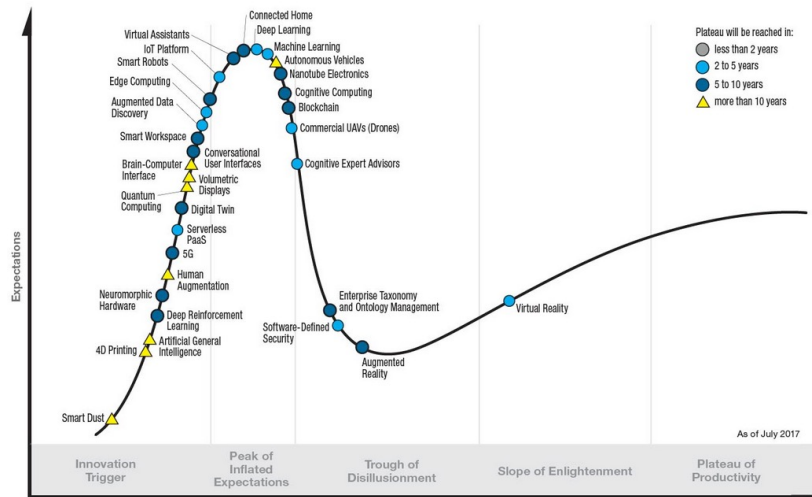 Expectations
Connected Home
Deep Learning
Virtual Assistants
Machine Learning
IoT Platform
Autonomous Vehicles
Smart Robots
Nanotube Electronics
Edge Computing
Cognitive Computing
Augmented Data
Discovery
Blockchain
Smart Workspace
Commercial UAVs (Drones)
Conversational
User Interfaces
Cognitive Expert Advisors
Brain-Computer
Interface
Volumetric
Displays
Quantum
Computing
Digital Twin
Serverless
PaaS
5G
Human
Augmentation
Neuromorphic
Hardware
Deep Reinforcement
Learning
Artificial General
Intelligence
4D Printing
Smart Dust
Enterprise Taxonomy
and Ontology Management
Software-Defined
Security
Augmented
Reality
Virtual Reality
Plateau will be reached in:
less than 2 years
2 to 5 years
5 to 10 years
more than 10 years
As of July 2017
Innovation
Trigger
Peak of
Inflated
Expectations
Trough of
Disillusionment
Slope of Enlightenment
Plateau of
Productivity